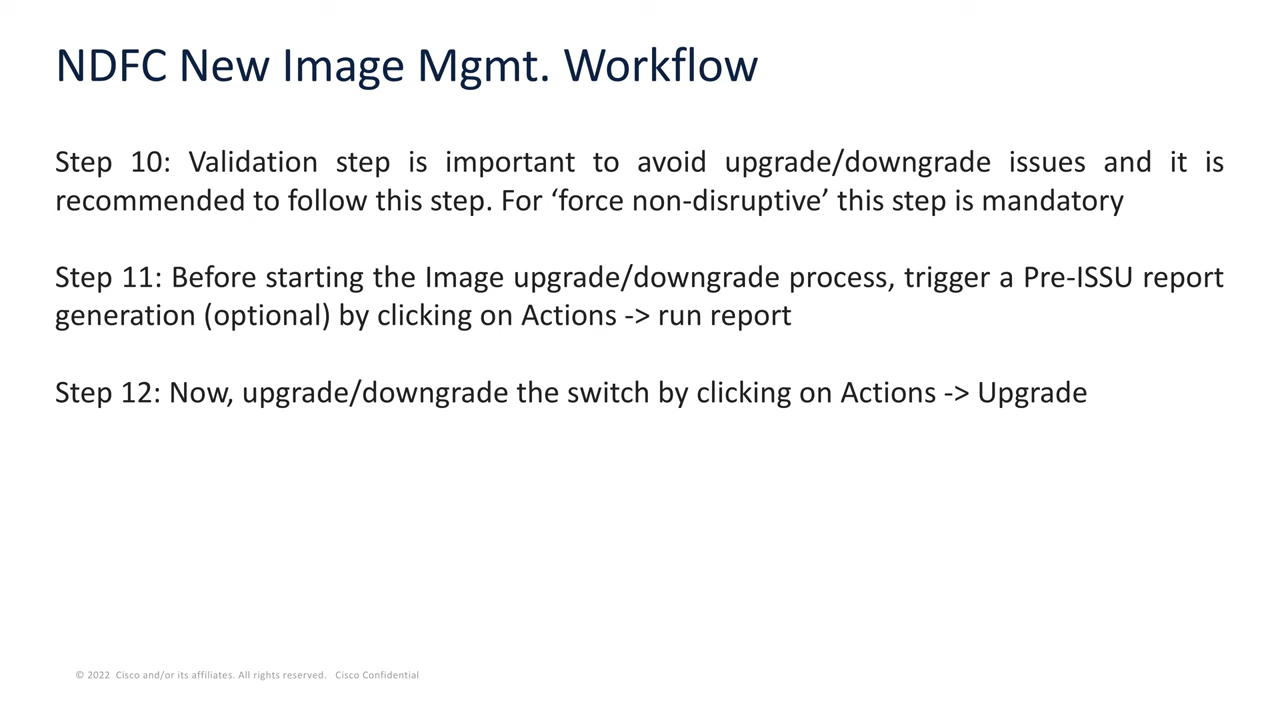 NDFC New Image Mgmt. Workflow
Step 10: Validation step is important to avoid upgrade/downgrade issues and it is
recommended to follow this step. For ‘force non-disruptive’ this step is mandatory
Step 11: Before starting the Image upgrade/downgrade process, trigger a Pre-ISSU report
generation (optional) by clicking on Actions -> run report
Step 12: Now, upgrade/downgrade the switch by clicking on Actions -> Upgrade
© 2022 Cisco and/or its affiliates. All rights reserved. Cisco Confidential